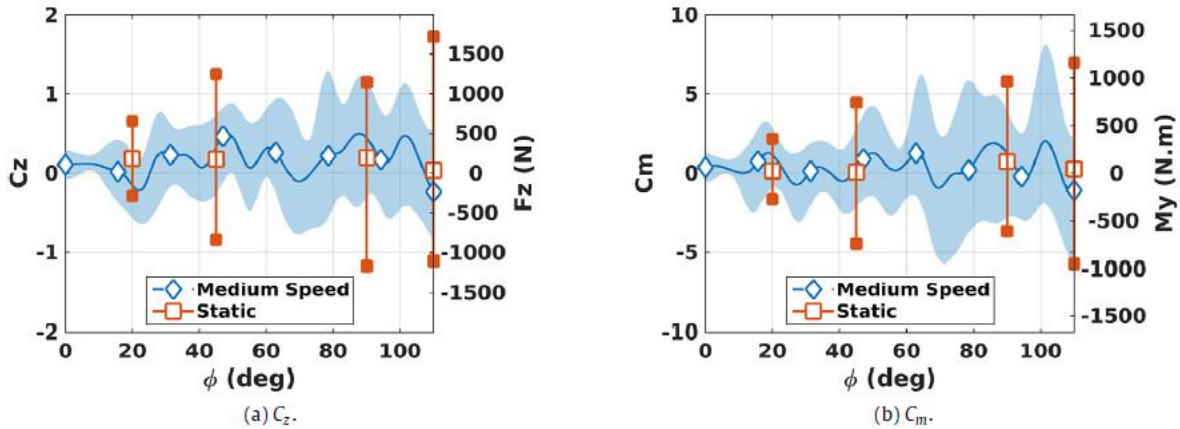 2
1
0
-1
-2
Cz
1500
1000
500
0
-500
-1000
-1500
Fz (N)
Medium Speed
Static
0 20 40 60 80 100
ϕ (deg)
(a) Cz.
10
5
0
-5
-10
Cm
1500
1000
500
0
-500
-1000
-1500
My (N.m)
Medium Speed
Static
0 20 40 60 80 100
ϕ (deg)
(b) Cm.